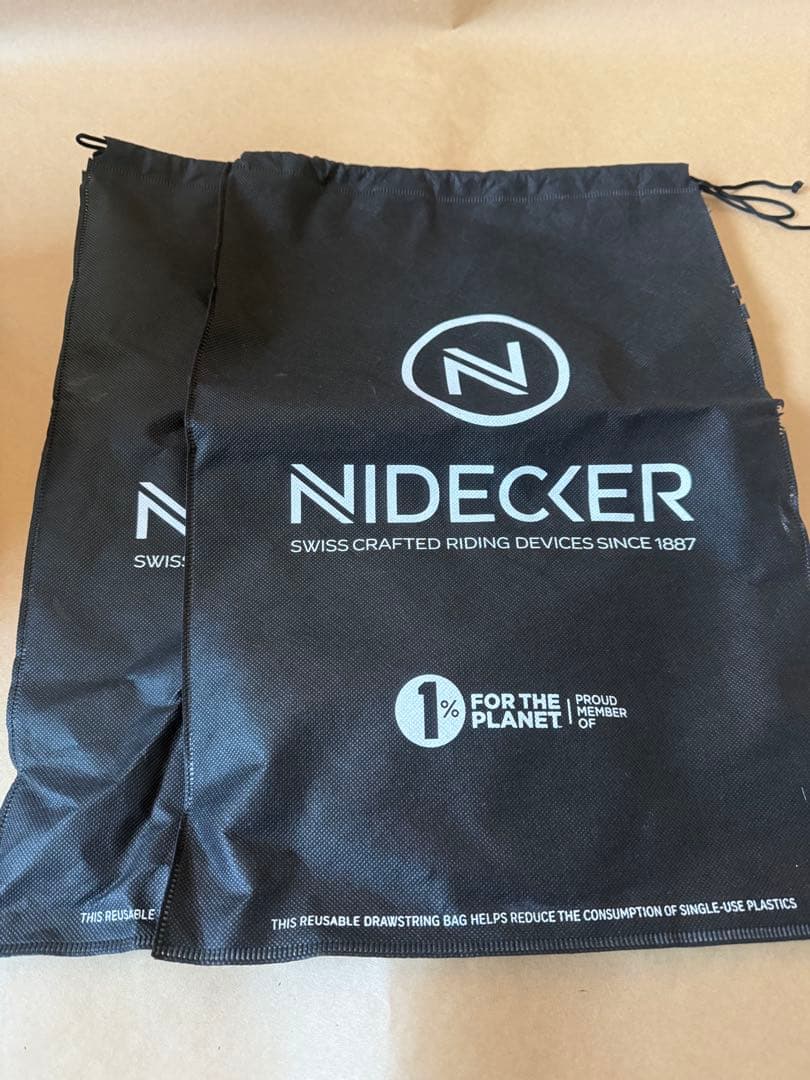 N
NIDECKER
SWISS CRAFTED RIDING DEVICES SINCE 1887
1% FOR THE PLANET | PROUD MEMBER OF
THIS REUSABLE DRAWSTRING BAG HELPS REDUCE THE CONSUMPTION OF SINGLE-USE PLASTICS
N
SWIS
THIS REUSABLE